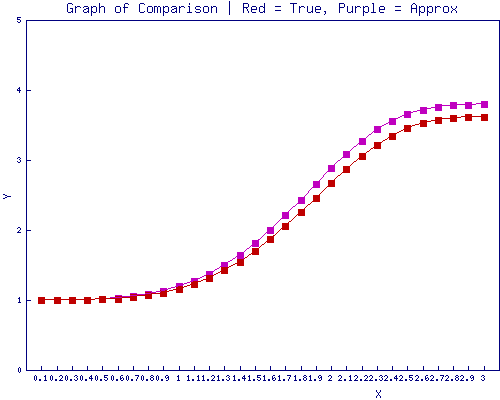 Graph of Comparison | Red = True, Purple = Approx
5
4
3
2
1
0
Y
0.10.20.30.40.50.60.70.80.9 1 1.11.21.31.41.51.61.71.81.9 2 2.12.22.32.42.52.62.72.82.9 3
X